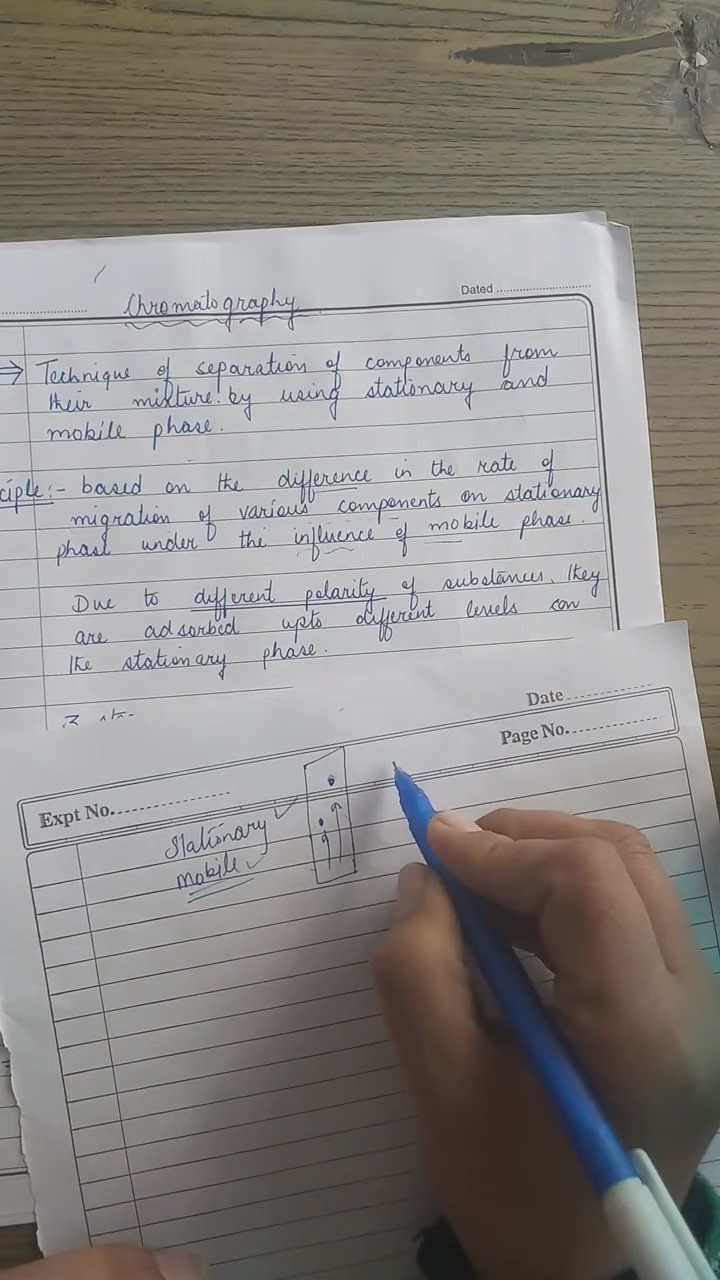 Dated
Chromatography
⇒ Technique of separation of components from
their mixture by using stationary and
mobile phase.
ciple:- based on the difference in the rate of
migration of various components on stationary
phase under the influence of mobile phase.
Due to different polarity of substances, they
are adsorbed upto different levels on
the stationary phase.
Date
Page No.
Expt No.
Stationary
mobile